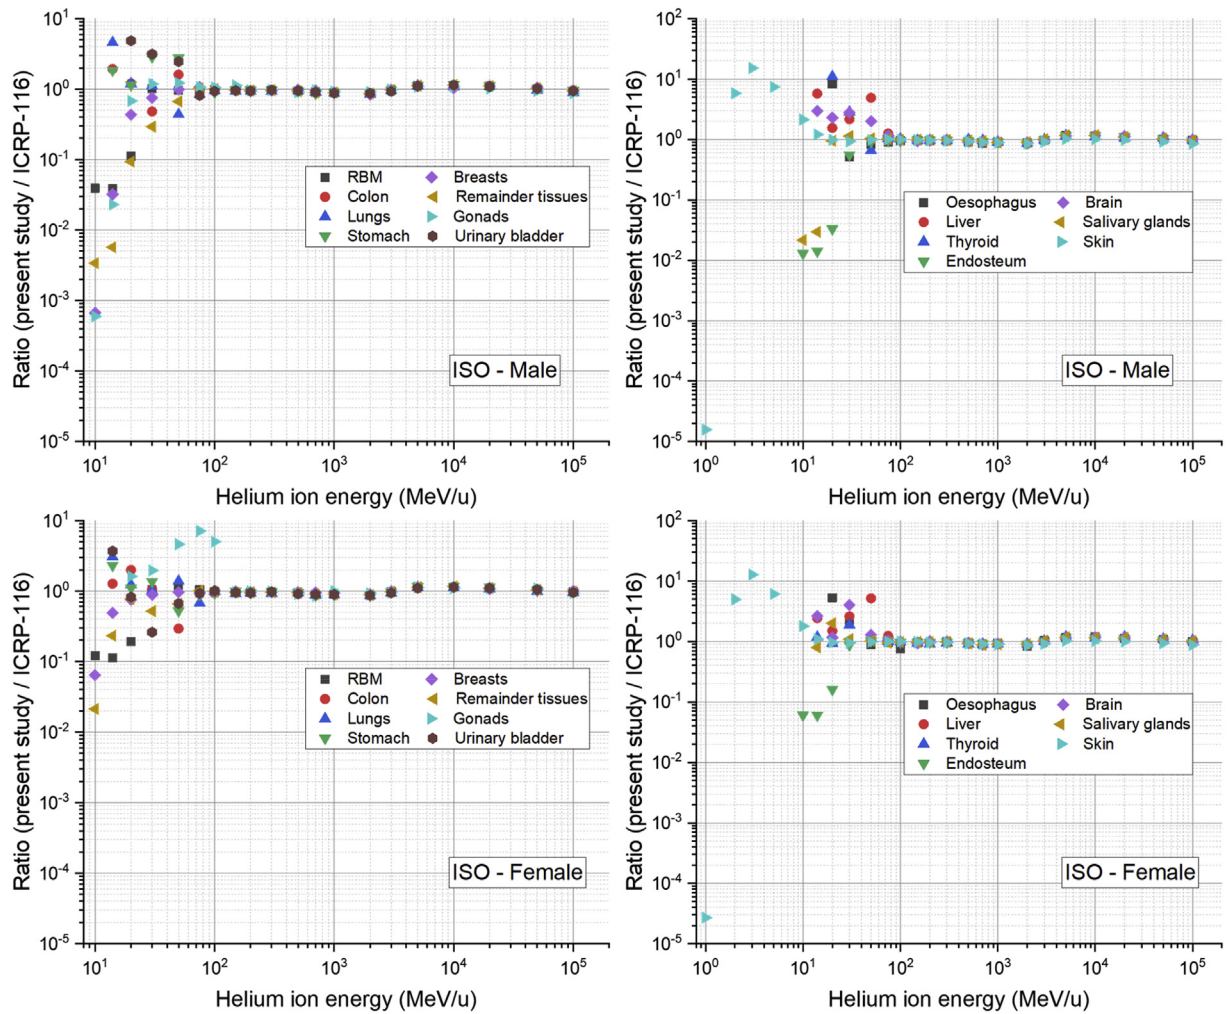 Ratio (present study / ICRP-116)
10¹
10⁰
10⁻¹
10⁻²
10⁻³
10⁻⁴
10⁻⁵
RBM Breasts
Colon Remainder tissues
Lungs Gonads
Stomach Urinary bladder
ISO - Male
10¹ 10² 10³ 10⁴ 10⁵
Helium ion energy (MeV/u)
Ratio (present study / ICRP-116)
10²
10¹
10⁰
10⁻¹
10⁻²
10⁻³
10⁻⁴
10⁻⁵
Oesophagus Brain
Liver Salivary glands
Thyroid Skin
Endosteum
ISO - Male
10⁰ 10¹ 10² 10³ 10⁴ 10⁵
Helium ion energy (MeV/u)
Ratio (present study / ICRP-116)
10¹
10⁰
10⁻¹
10⁻²
10⁻³
10⁻⁴
10⁻⁵
RBM Breasts
Colon Remainder tissues
Lungs Gonads
Stomach Urinary bladder
ISO - Female
10¹ 10² 10³ 10⁴ 10⁵
Helium ion energy (MeV/u)
Ratio (present study / ICRP-116)
10²
10¹
10⁰
10⁻¹
10⁻²
10⁻³
10⁻⁴
10⁻⁵
Oesophagus Brain
Liver Salivary glands
Thyroid Skin
Endosteum
ISO - Female
10⁰ 10¹ 10² 10³ 10⁴ 10⁵
Helium ion energy (MeV/u)